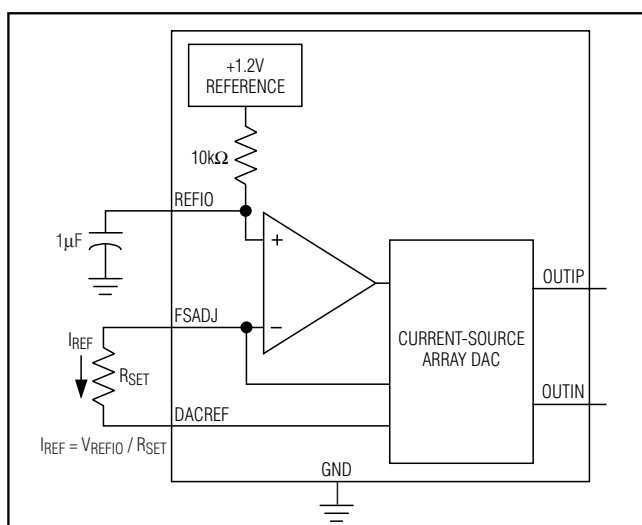 +1.2V
REFERENCE
10kΩ
REFIO
1μF
+
OUTIP
FSADJ
−
CURRENT-SOURCE
ARRAY DAC
IREF
RSET
OUTIN
DACREF
IREF = VREFIO / RSET
GND